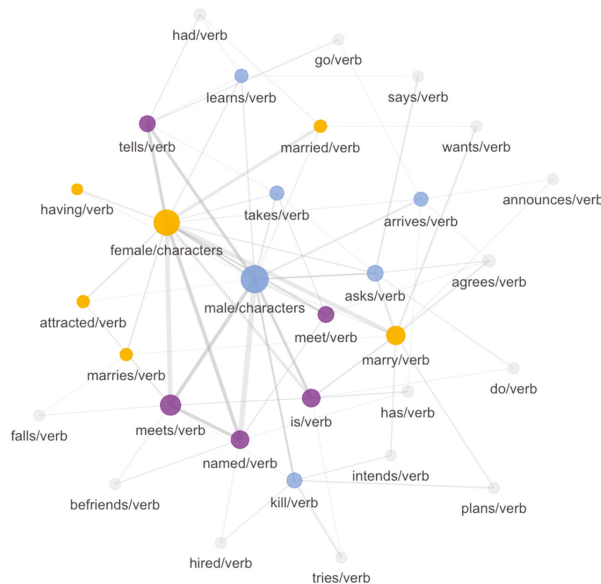 had/verb
go/verb
learns/verb
says/verb
tells/verb
married/verb
wants/verb
having/verb
takes/verb
arrives/verb
announces/verb
female/characters
male/characters
asks/verb
agrees/verb
attracted/verb
meet/verb
marry/verb
marries/verb
do/verb
falls/verb
meets/verb
is/verb
has/verb
named/verb
intends/verb
befriends/verb
kill/verb
plans/verb
hired/verb
tries/verb